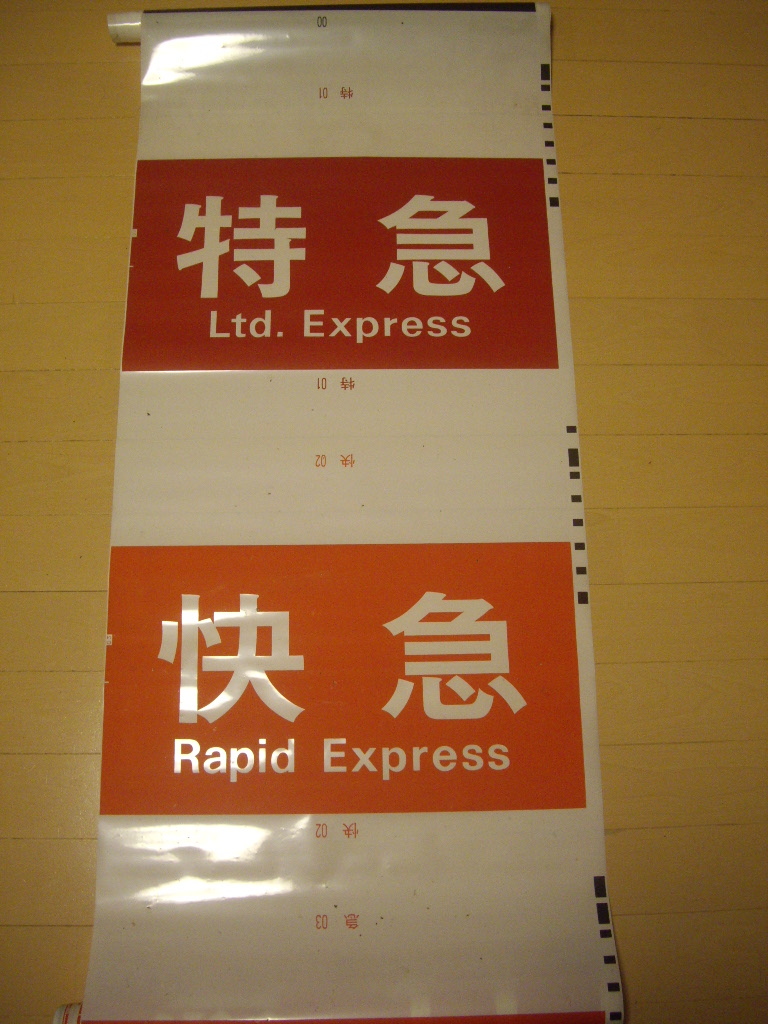 00
特 01
特急
Ltd. Express
特 01
快 02
快急
Rapid Express
快 02
急 03